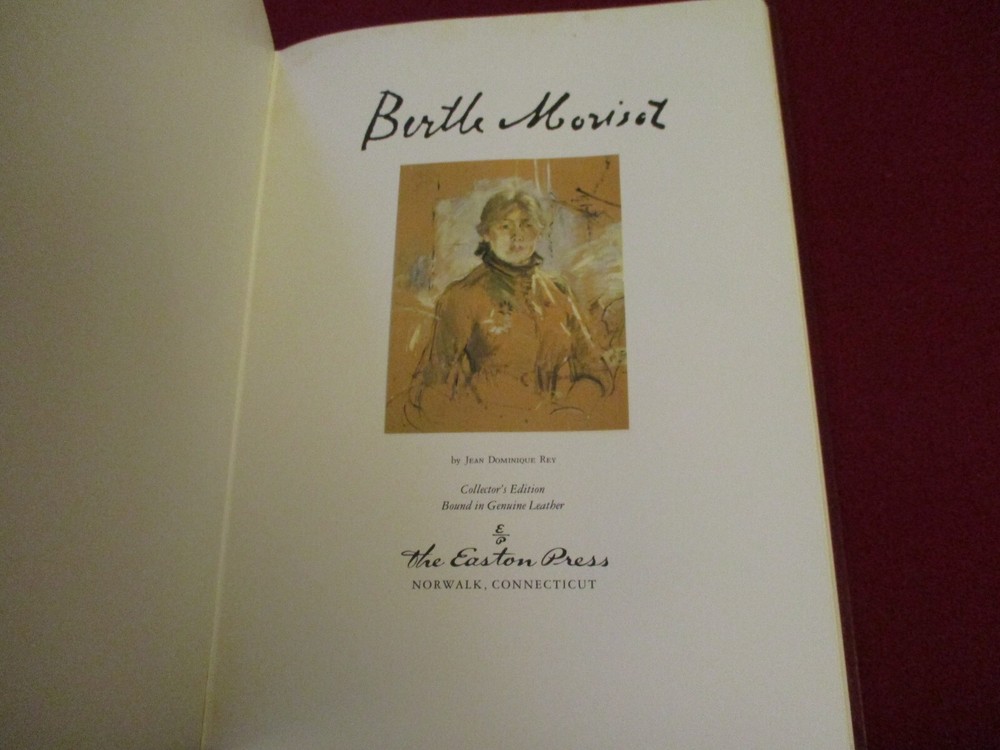 Berthe Morisot
by Jean Dominique Rey
Collector's Edition
Bound in Genuine Leather
E
P
The Easton Press
NORWALK, CONNECTICUT